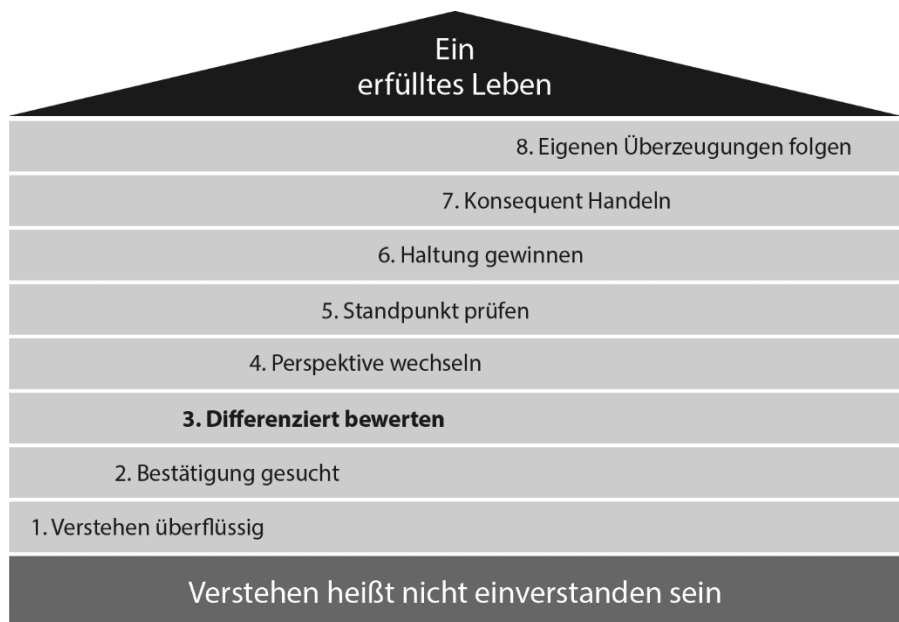 Ein
erfülltes Leben
8. Eigenen Überzeugungen folgen
7. Konsequent Handeln
6. Haltung gewinnen
5. Standpunkt prüfen
4. Perspektive wechseln
3. Differenziert bewerten
2. Bestätigung gesucht
1. Verstehen überflüssig
Verstehen heißt nicht einverstanden sein